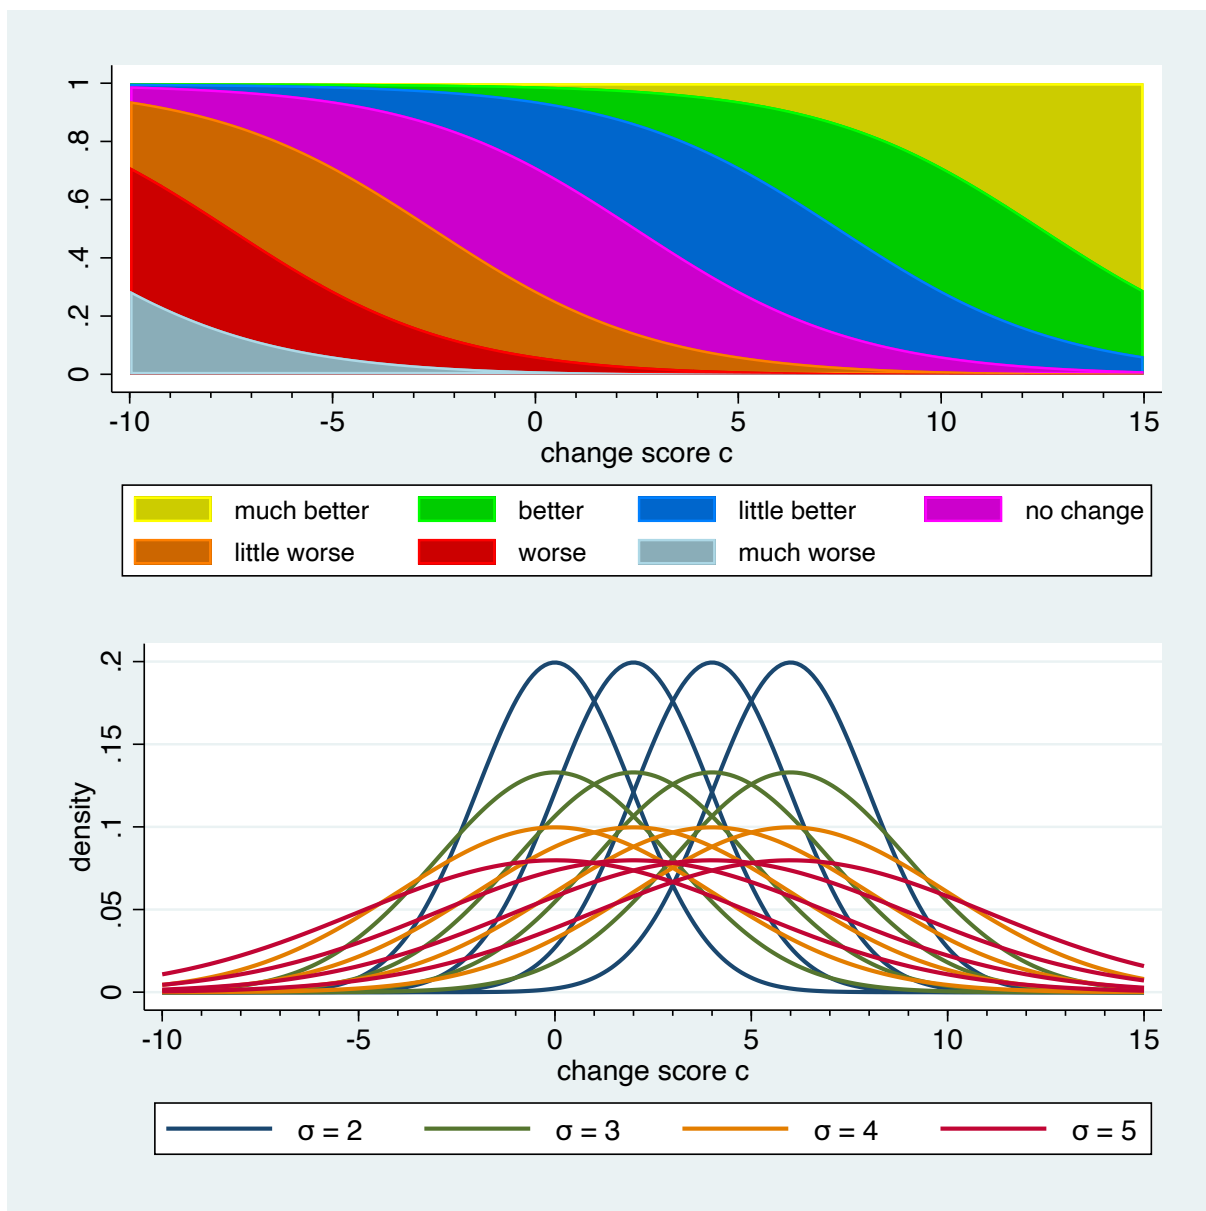 1
.8
.6
.4
.2
0
-10 -5 0 5 10 15
change score c
much better better little better no change
little worse worse much worse
.2
.15
.1
.05
0
density
-10 -5 0 5 10 15
change score c
σ = 2 σ = 3 σ = 4 σ = 5